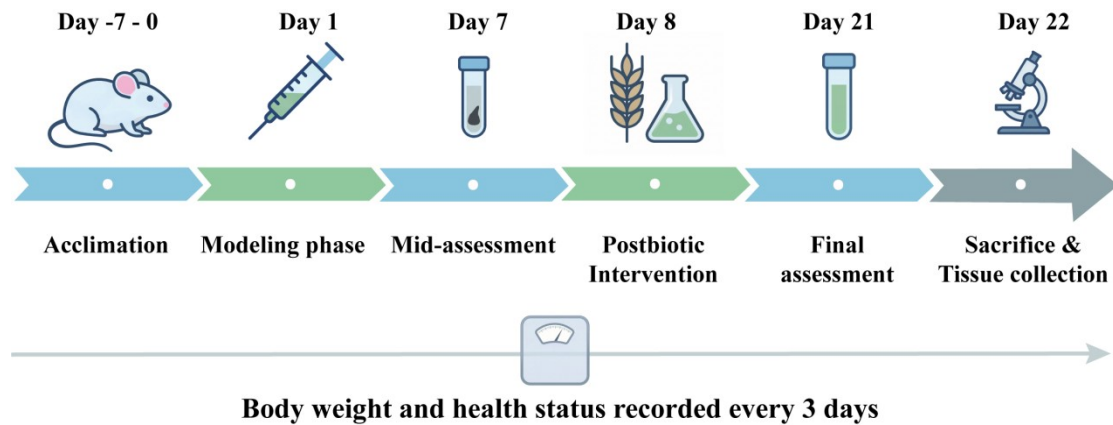 Day -7 - 0
Day 1
Day 7
Day 8
Day 21
Day 22
Acclimation
Modeling phase
Mid-assessment
Postbiotic
Intervention
Final
assessment
Sacrifice &
Tissue collection
Body weight and health status recorded every 3 days